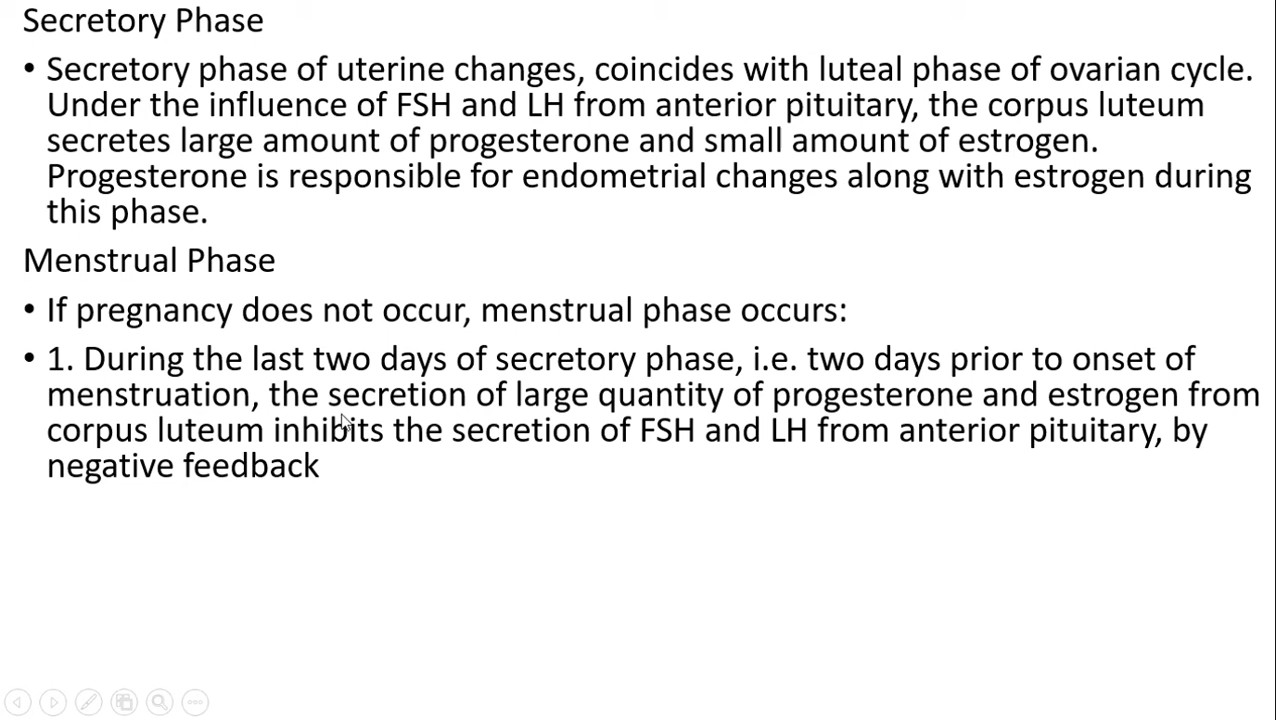 Secretory Phase
• Secretory phase of uterine changes, coincides with luteal phase of ovarian cycle.
Under the influence of FSH and LH from anterior pituitary, the corpus luteum
secretes large amount of progesterone and small amount of estrogen.
Progesterone is responsible for endometrial changes along with estrogen during
this phase.
Menstrual Phase
• If pregnancy does not occur, menstrual phase occurs:
• 1. During the last two days of secretory phase, i.e. two days prior to onset of
menstruation, the secretion of large quantity of progesterone and estrogen from
corpus luteum inhibits the secretion of FSH and LH from anterior pituitary, by
negative feedback